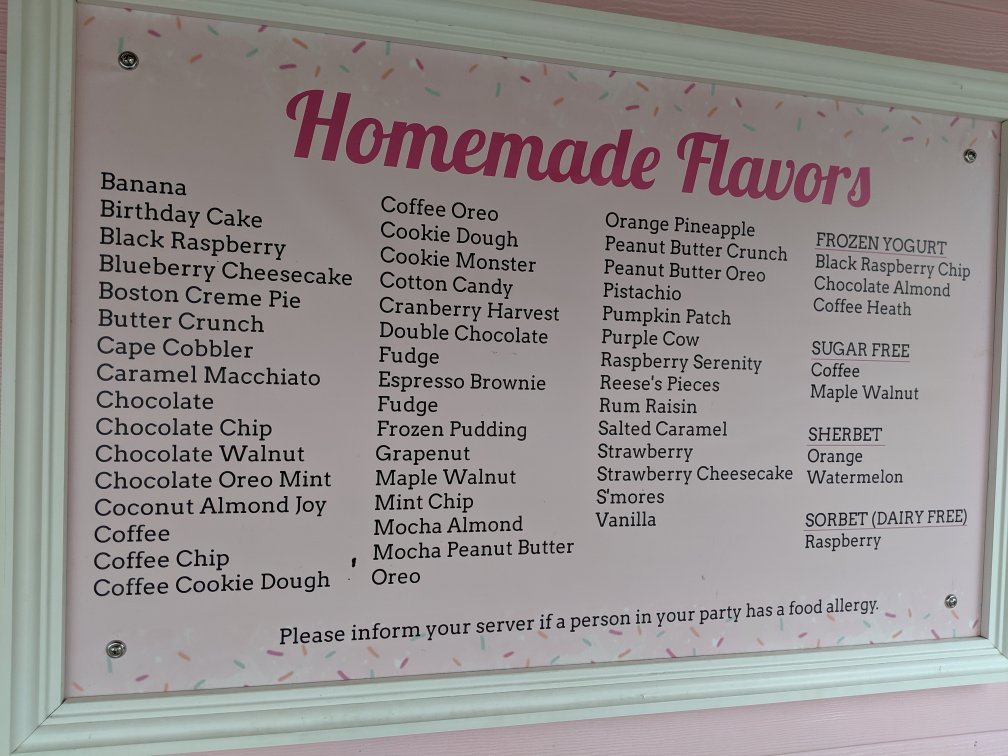 Homemade Flavors
Banana
Birthday Cake
Black Raspberry
Blueberry Cheesecake
Boston Creme Pie
Butter Crunch
Cape Cobbler
Caramel Macchiato
Chocolate
Chocolate Chip
Chocolate Walnut
Chocolate Oreo Mint
Coconut Almond Joy
Coffee
Coffee Chip
Coffee Cookie Dough
Coffee Oreo
Cookie Dough
Cookie Monster
Cotton Candy
Cranberry Harvest
Double Chocolate
Fudge
Espresso Brownie
Fudge
Frozen Pudding
Grapenut
Maple Walnut
Mint Chip
Mocha Almond
Mocha Peanut Butter
Oreo
Orange Pineapple
Peanut Butter Crunch
Peanut Butter Oreo
Pistachio
Pumpkin Patch
Purple Cow
Raspberry Serenity
Reese's Pieces
Rum Raisin
Salted Caramel
Strawberry
Strawberry Cheesecake
S'mores
Vanilla
FROZEN YOGURT
Black Raspberry Chip
Chocolate Almond
Coffee Heath
SUGAR FREE
Coffee
Maple Walnut
SHERBET
Orange
Watermelon
SORBET (DAIRY FREE)
Raspberry
Please inform your server if a person in your party has a food allergy.